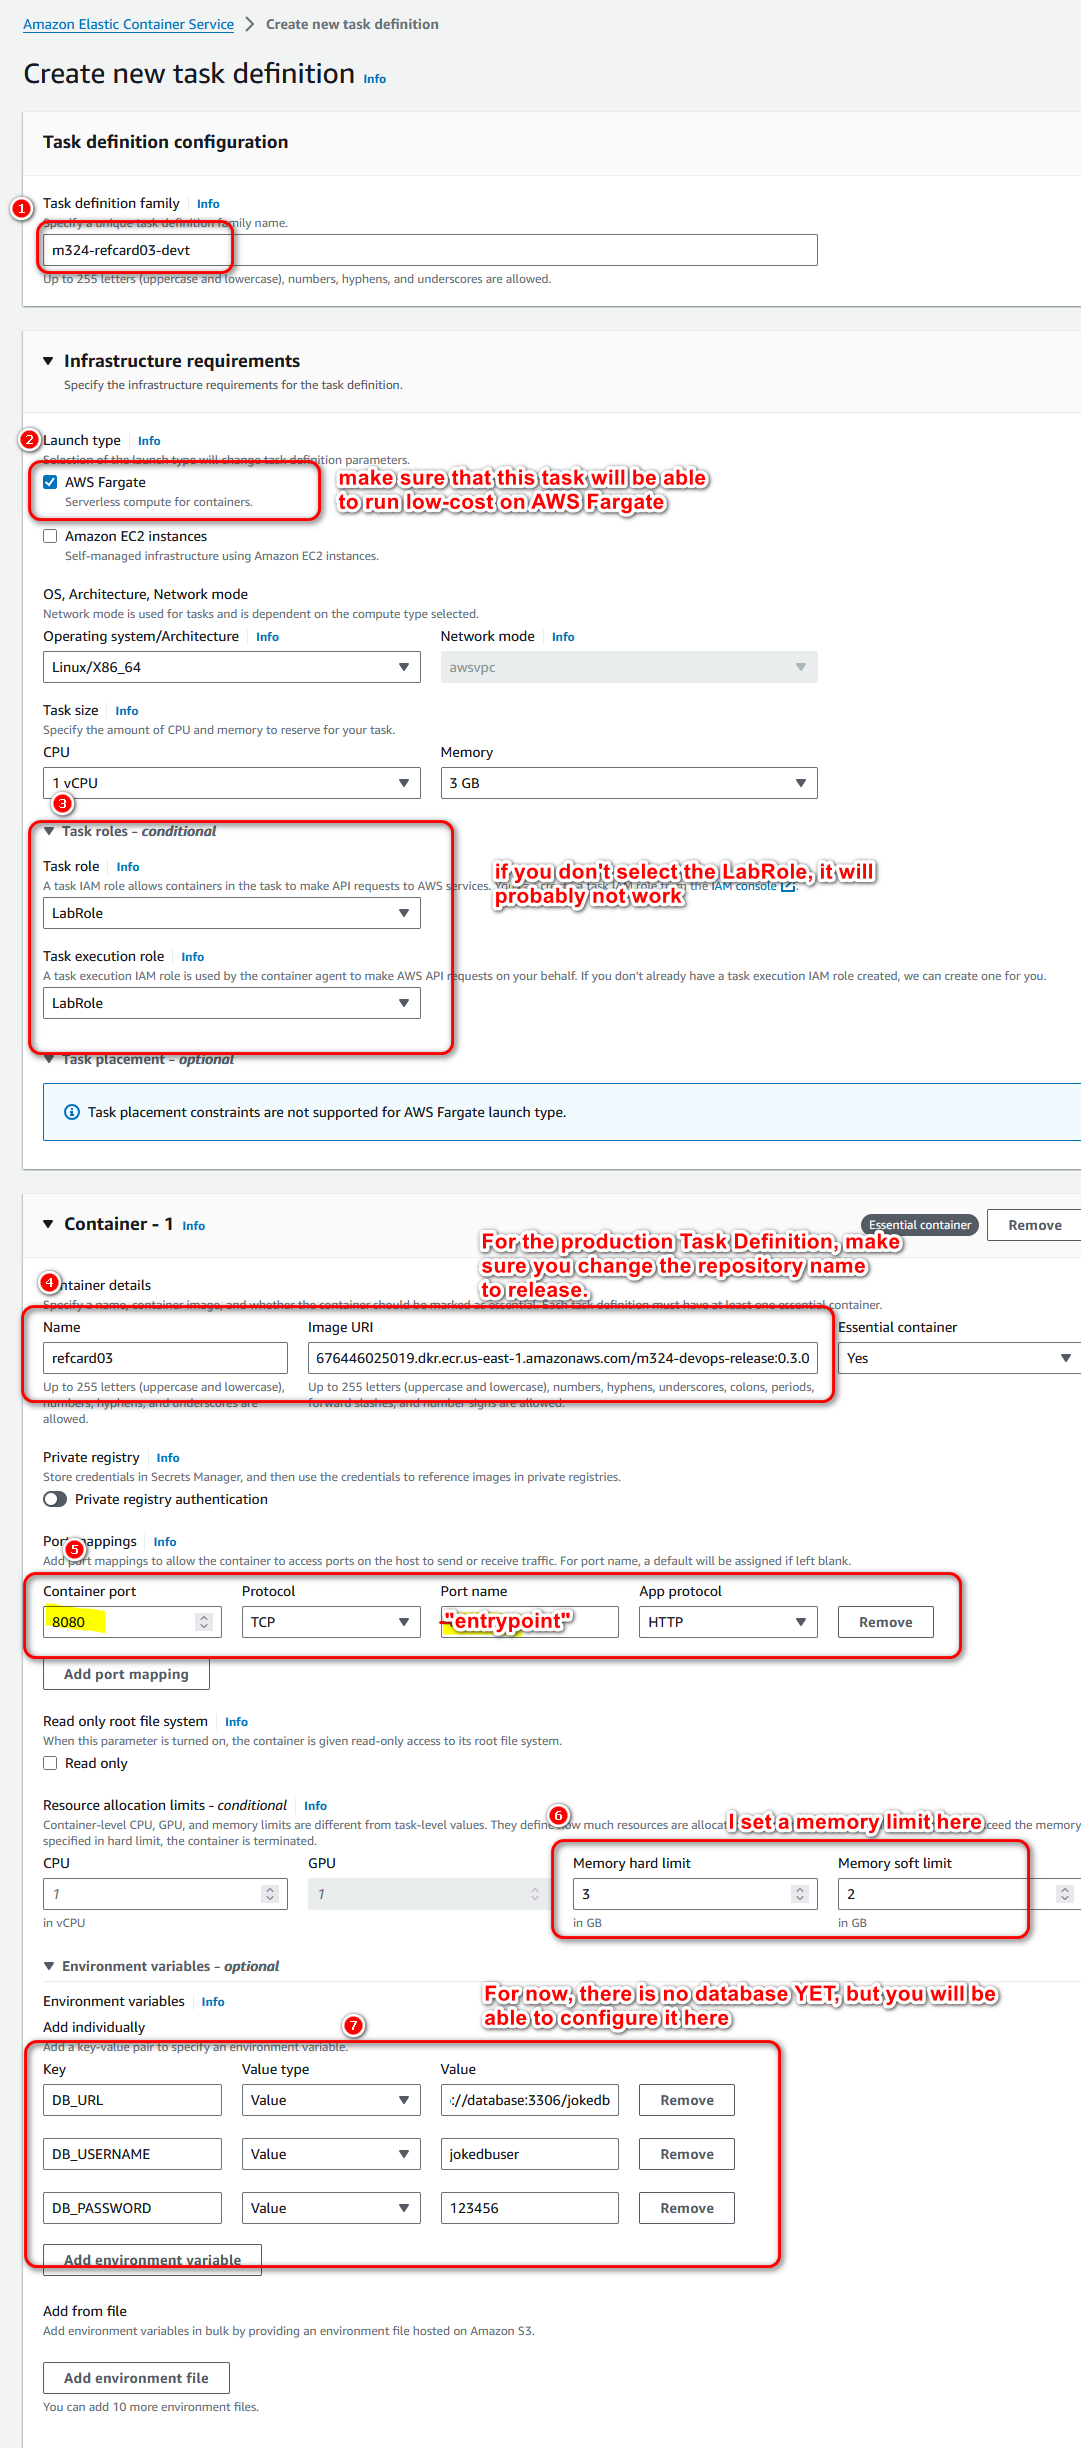 Amazon Elastic Container Service > Create new task definition
Create new task definition Info
Task definition configuration
1
Task definition family Info
Specify a unique task definition family name.
m324-refcard03-devt
Up to 255 letters (uppercase and lowercase), numbers, hyphens, and underscores are allowed.
Infrastructure requirements
Specify the infrastructure requirements for the task definition.
2
Launch type Info
Selection of the launch type will change task definition parameters.
AWS Fargate
Serverless compute for containers.
make sure that this task will be able
to run low-cost on AWS Fargate
Amazon EC2 instances
Self-managed infrastructure using Amazon EC2 instances.
OS, Architecture, Network mode
Network mode is used for tasks and is dependent on the compute type selected.
Operating system/Architecture Info Network mode Info
Linux/X86_64 awsvpc
Task size Info
Specify the amount of CPU and memory to reserve for your task.
CPU Memory
1 vCPU 3 GB
3
Task roles - conditional
Task role Info
if you don't select the LabRole, it will
probably not work
A task IAM role allows containers in the task to make API requests to AWS services. You can create a task IAM role from the IAM console
LabRole
Task execution role Info
A task execution IAM role is used by the container agent to make AWS API requests on your behalf. If you don't already have a task execution IAM role created, we can create one for you.
LabRole
Task placement - optional
Task placement constraints are not supported for AWS Fargate launch type.
Container - 1 Info Essential container Remove
For the production Task Definition, make
sure you change the repository name
to release.
4
Container details
Specify a name, container image, and whether the container should be marked as essential. Each task definition must have at least one essential container.
Name Image URI Essential container
refcard03 676446025019.dkr.ecr.us-east-1.amazonaws.com/m324-devops-release:0.3.0 Yes
Up to 255 letters (uppercase and lowercase), Up to 255 letters (uppercase and lowercase), numbers, hyphens, underscores, colons, periods,
numbers, hyphens, and underscores are forward slashes, and number signs are allowed.
allowed.
Private registry Info
Store credentials in Secrets Manager, and then use the credentials to reference images in private registries.
Private registry authentication
5
Port mappings Info
Add port mappings to allow the container to access ports on the host to send or receive traffic. For port name, a default will be assigned if left blank.
Container port Protocol Port name App protocol
8080 TCP "entrypoint" HTTP Remove
Add port mapping
Read only root file system Info
When this parameter is turned on, the container is given read-only access to its root file system.
Read only
Resource allocation limits - conditional Info
6
I set a memory limit here
Container-level CPU, GPU, and memory limits are different from task-level values. They define how much resources are allocat exceed the memory
specified in hard limit, the container is terminated.
CPU GPU Memory hard limit Memory soft limit
1 1 3 2
in vCPU in GB in GB
Environment variables - optional
Environment variables Info
For now, there is no database YET, but you will be
able to configure it here
Add individually
7
Add a key-value pair to specify an environment variable.
Key Value type Value
DB_URL Value ://database:3306/jokedb Remove
DB_USERNAME Value jokedbuser Remove
DB_PASSWORD Value 123456 Remove
Add environment variable
Add from file
Add environment variables in bulk by providing an environment file hosted on Amazon S3.
Add environment file
You can add 10 more environment files.